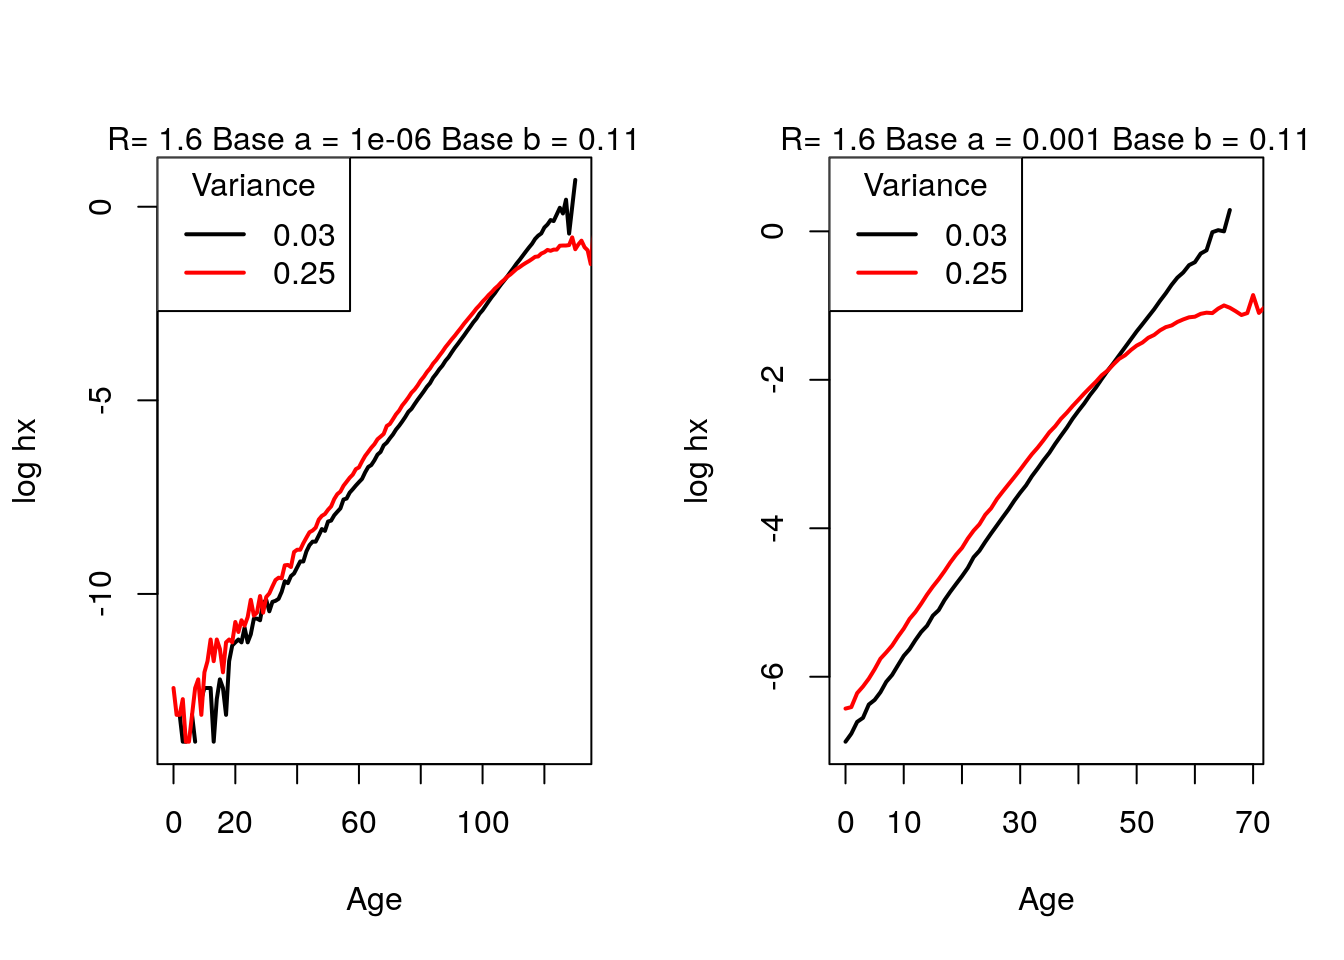 R= 1.6 Base a = 1e-06 Base b = 0.11
Variance
0.03
0.25
0
-5
-10
log hx
0 20 60 100
Age
R= 1.6 Base a = 0.001 Base b = 0.11
Variance
0.03
0.25
0
-2
-4
-6
log hx
0 10 30 50 70
Age